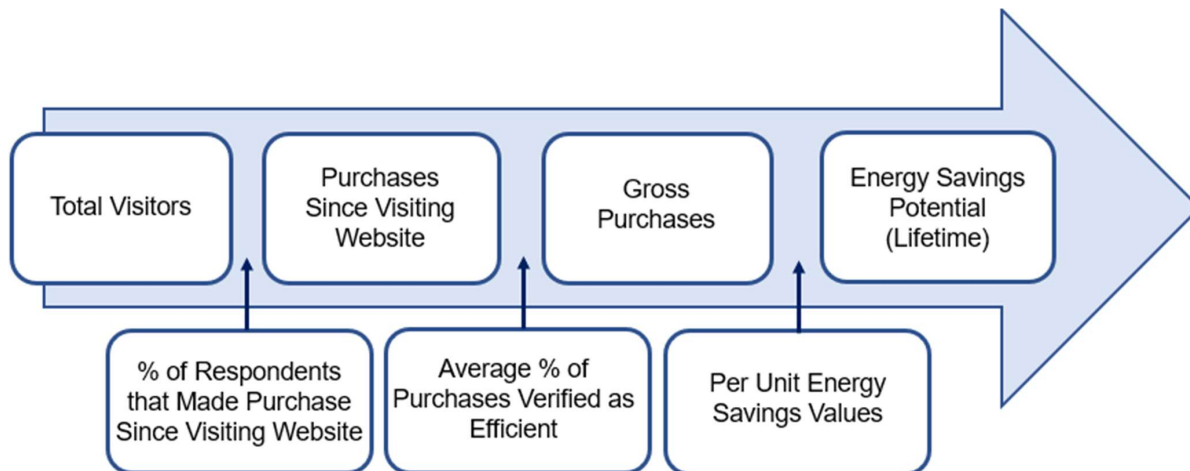 Total Visitors
Purchases
Since Visiting
Website
Gross
Purchases
Energy Savings
Potential
(Lifetime)
% of Respondents
that Made Purchase
Since Visiting Website
Average % of
Purchases Verified as
Efficient
Per Unit Energy
Savings Values